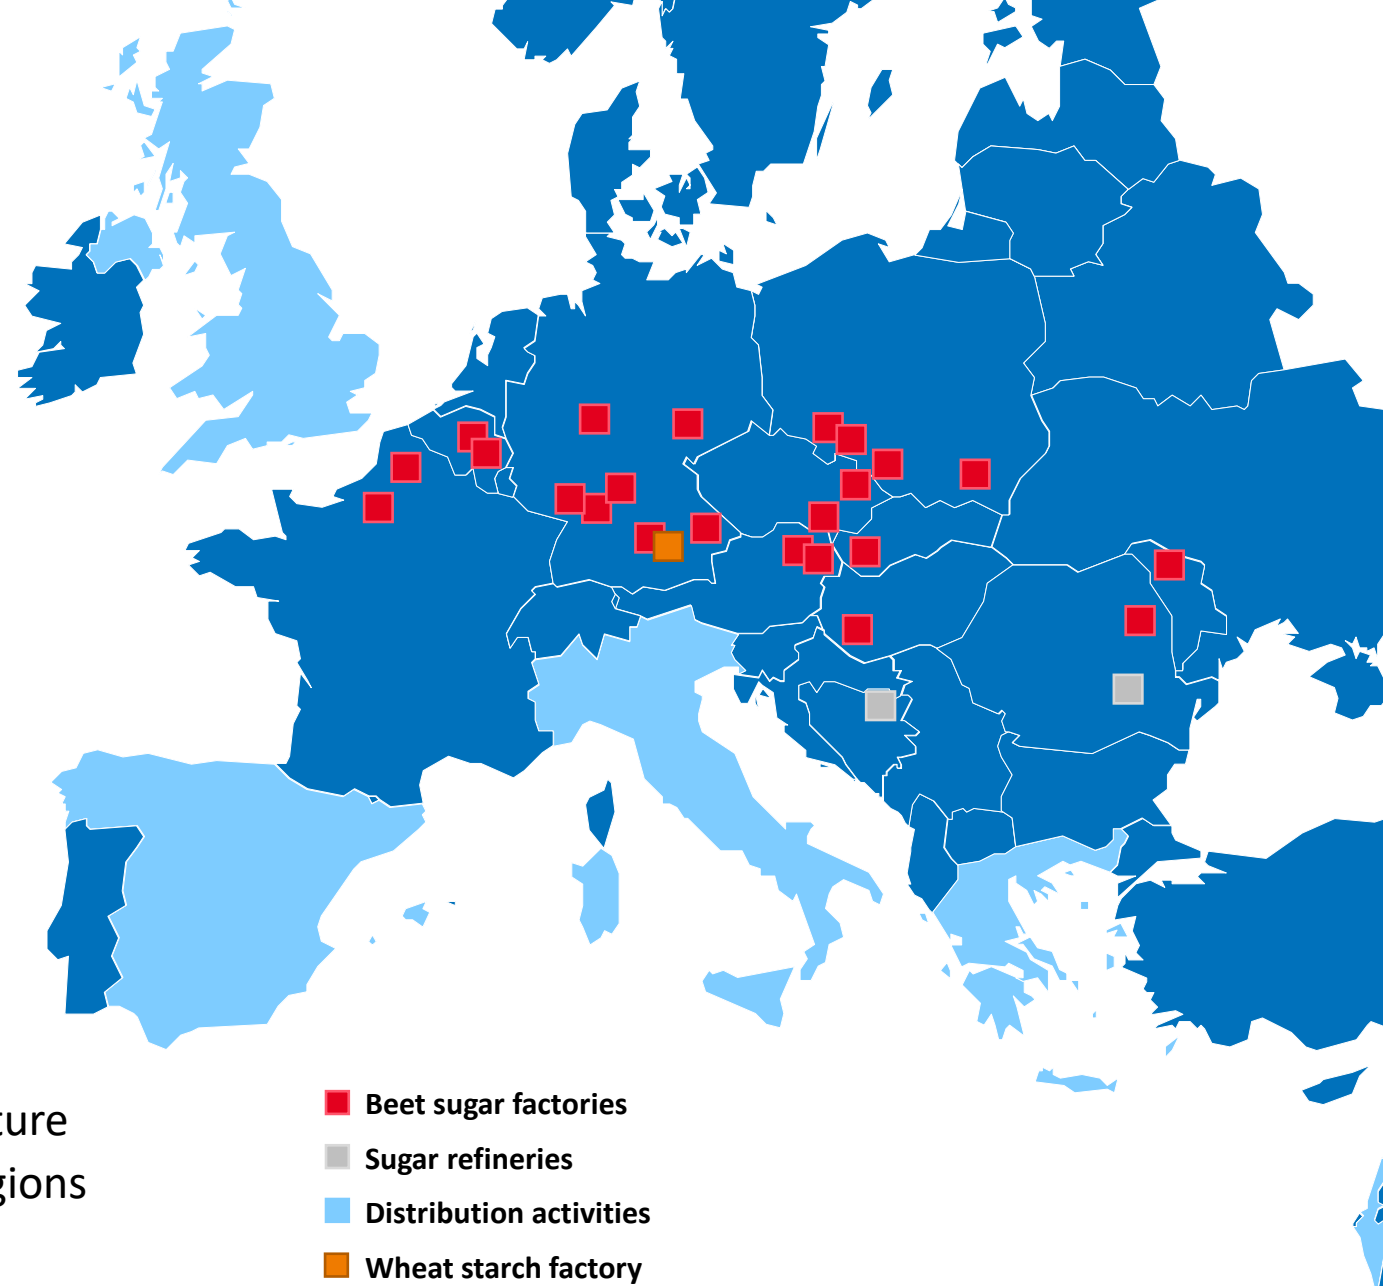 Beet sugar factories
ture
Sugar refineries
gions
Distribution activities
Wheat starch factory